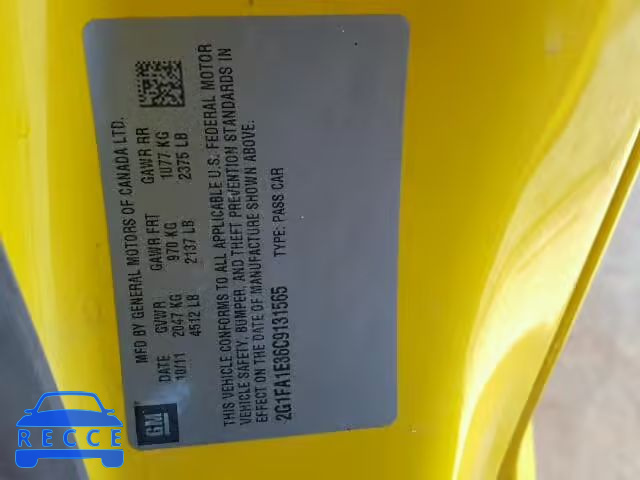 MFD BY GENERAL MOTORS OF CANADA LTD.
DATE GVWR GAWR FRT GAWR RR
10/11 2047 KG 970 KG 1077 KG
4512 LB 2137 LB 2375 LB
THIS VEHICLE CONFORMS TO ALL APPLICABLE U.S. FEDERAL MOTOR
VEHICLE SAFETY, BUMPER, AND THEFT PREVENTION STANDARDS IN
EFFECT ON THE DATE OF MANUFACTURE SHOWN ABOVE.
2G1FA1E36C9131565 TYPE: PASS CAR
GM
RECCE